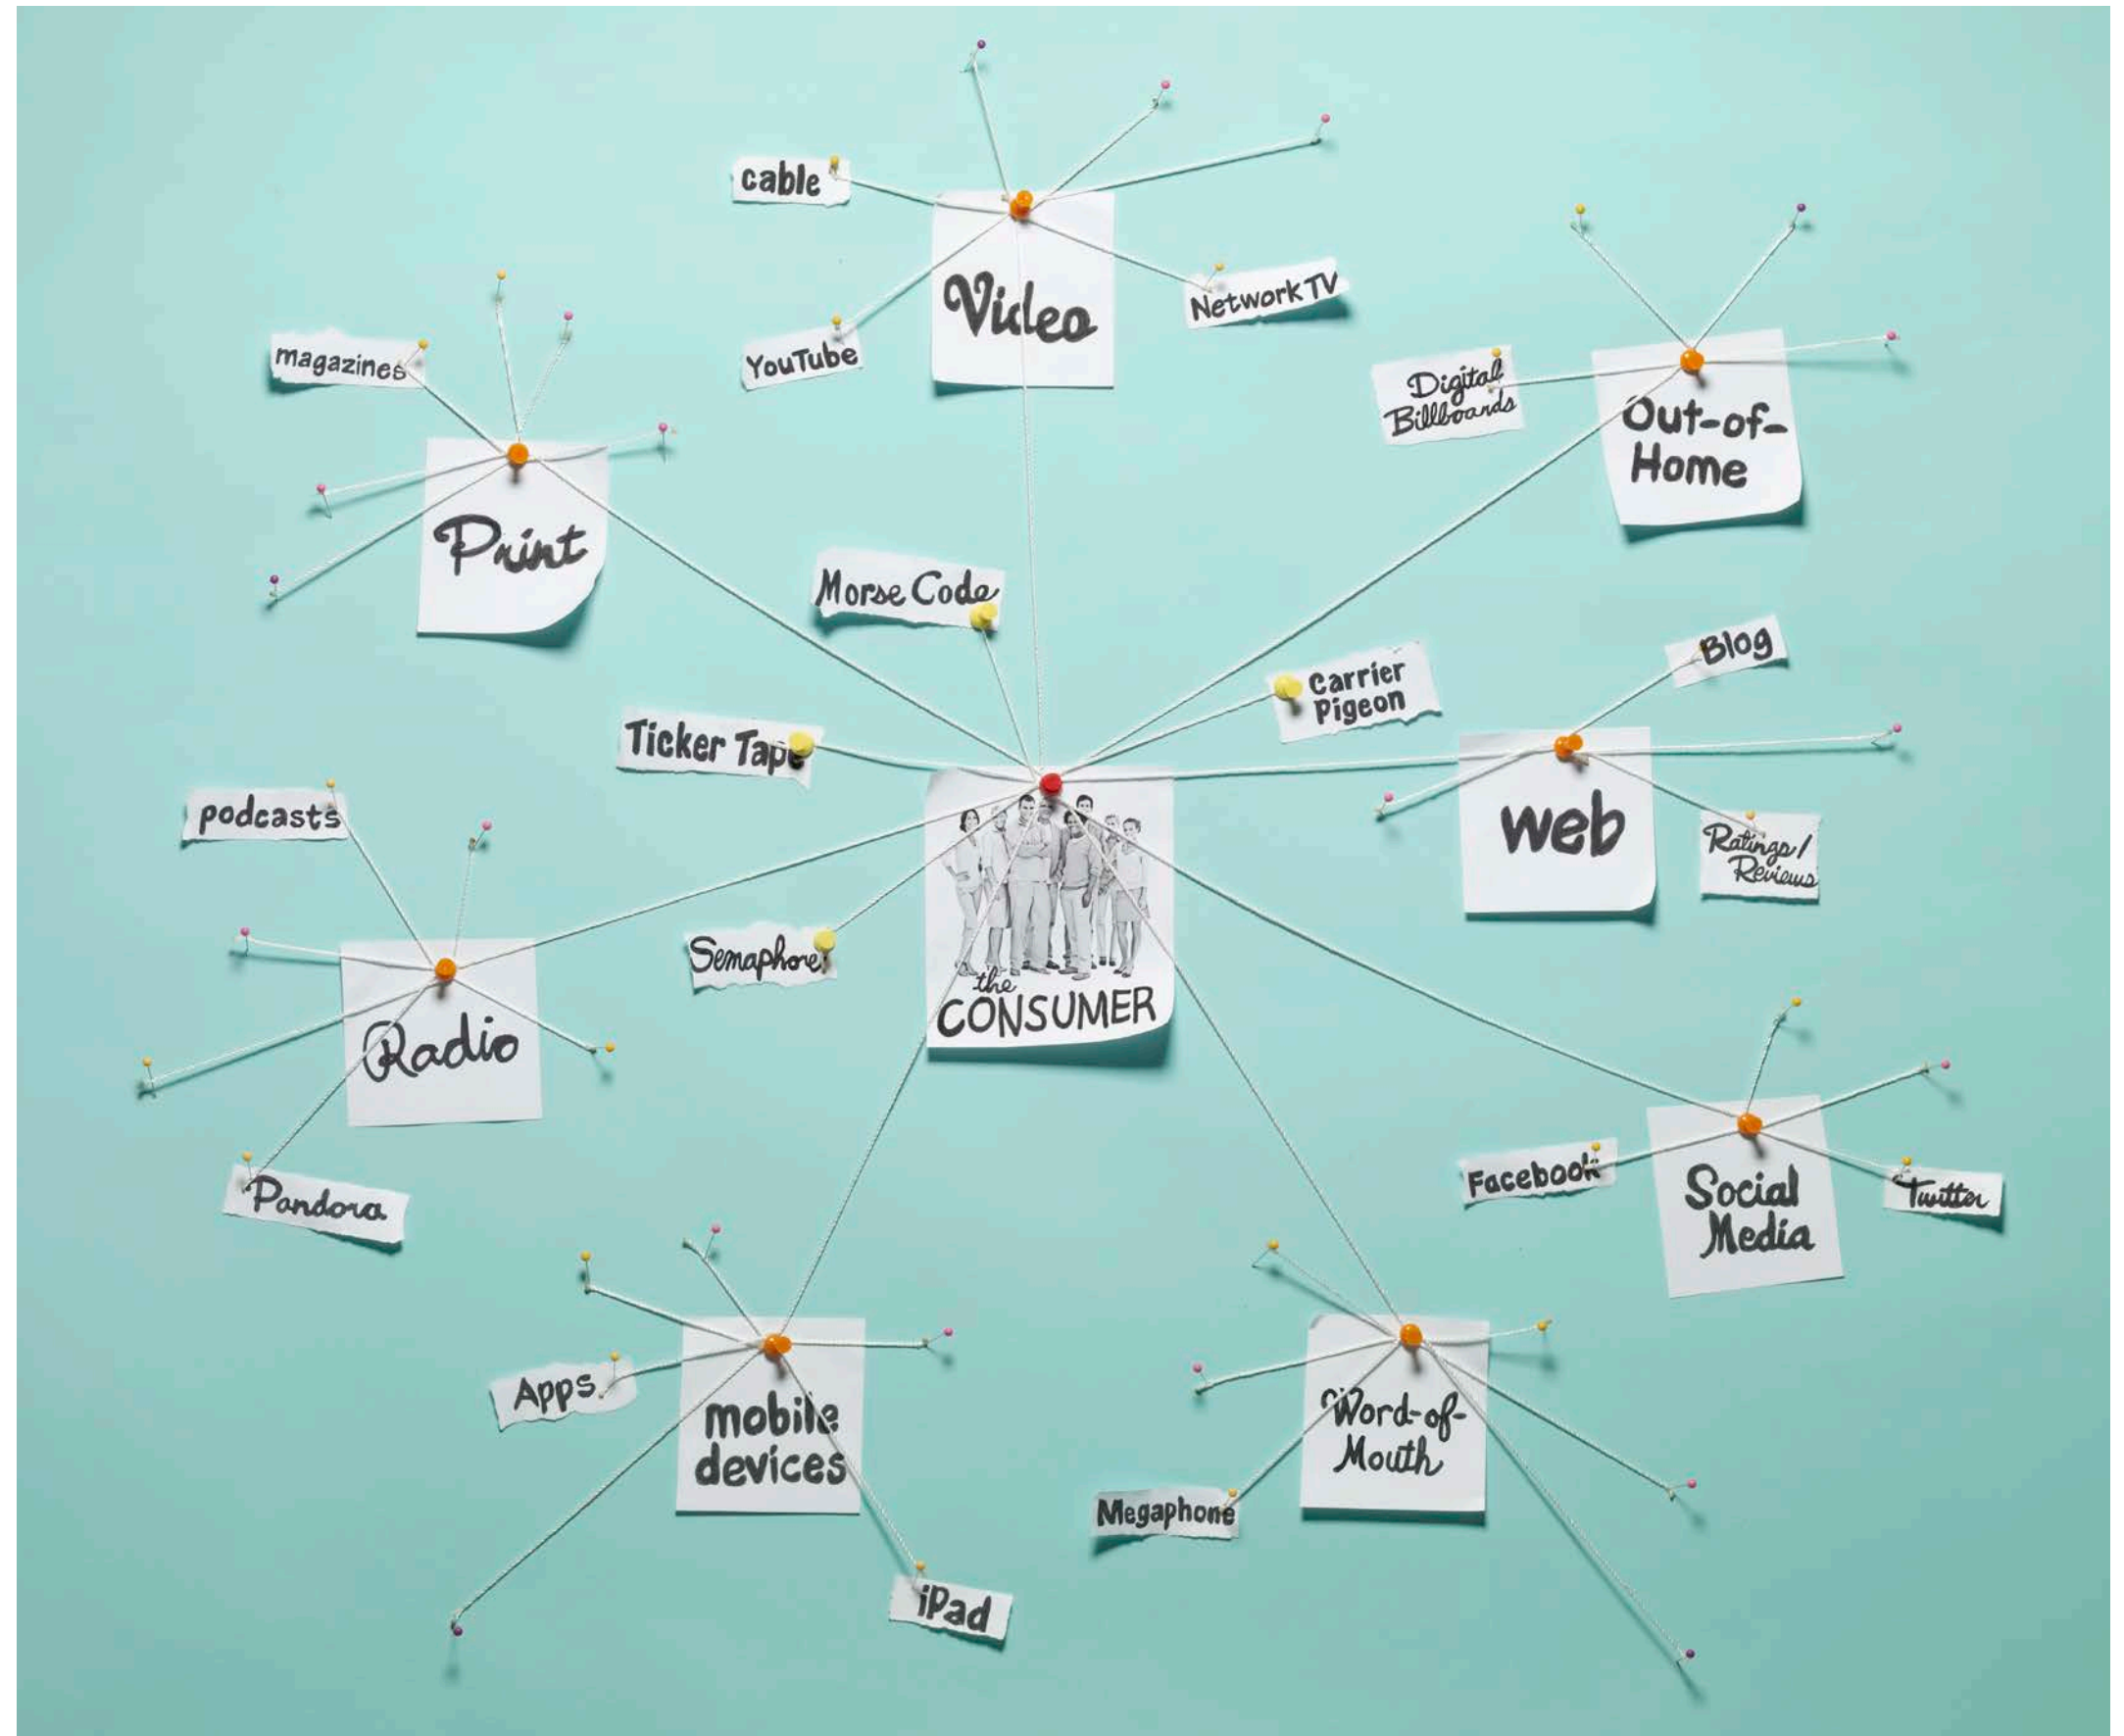 cable
Video
Network TV
YouTube
magazines
Print
Digital
Billboards
Out-of-
Home
Morse Code
Carrier
Pigeon
Blog
Ticker Tape
web
Ratings/
Reviews
podcasts
Radio
Pandora
Semaphore
the
CONSUMER
Facebook
Social
Media
Twitter
Apps
mobile
devices
iPad
Word-of-
Mouth
Megaphone